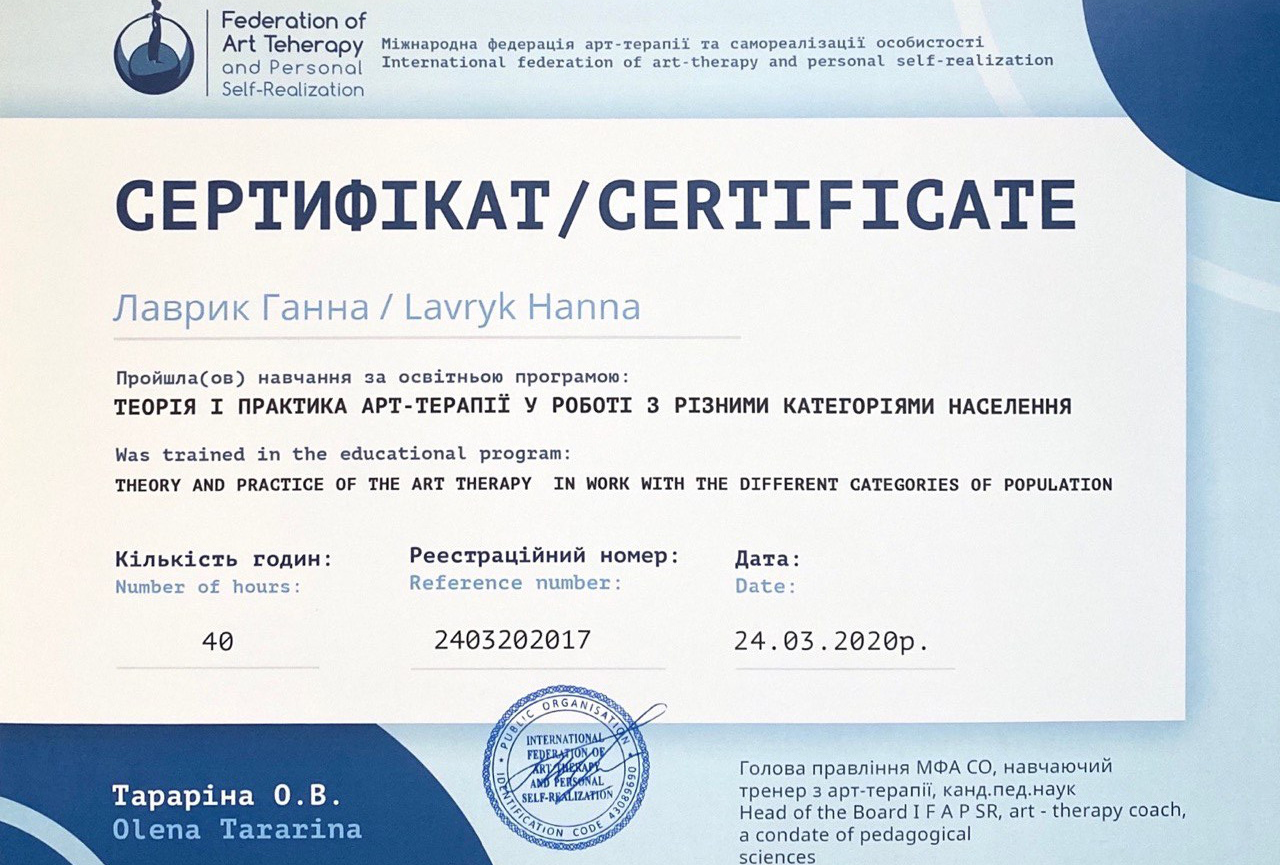 Federation of
Art Teherapy
and Personal
Self-Realization
Міжнародна федерація арт-терапії та самореалізації особистості
International federation of art-therapy and personal self-realization
СЕРТИФІКАТ/CERTIFICATE
Лаврик Ганна / Lavryk Hanna
Пройшла(ов) навчання за освітньою програмою:
ТЕОРІЯ І ПРАКТИКА АРТ-ТЕРАПІЇ У РОБОТІ З РІЗНИМИ КАТЕГОРІЯМИ НАСЕЛЕННЯ
Was trained in the educational program:
THEORY AND PRACTICE OF THE ART THERAPY IN WORK WITH THE DIFFERENT CATEGORIES OF POPULATION
Кількість годин:
Number of hours:
40
Реестраційний номер:
Reference number:
2403202017
Дата:
Date:
24.03.2020р.
PUBLIC ORGANISATION
INTERNATIONAL
FEDERATION OF
ART THERAPY
AND PERSONAL
SELF-REALIZATION
IDENTIFICATION CODE 43089690
Тараріна О.В.
Olena Tararina
Голова правління МФА СО, навчаючий
тренер з арт-терапії, канд.пед.наук
Head of the Board I F A P SR, art - therapy coach,
a condate of pedagogical
sciences